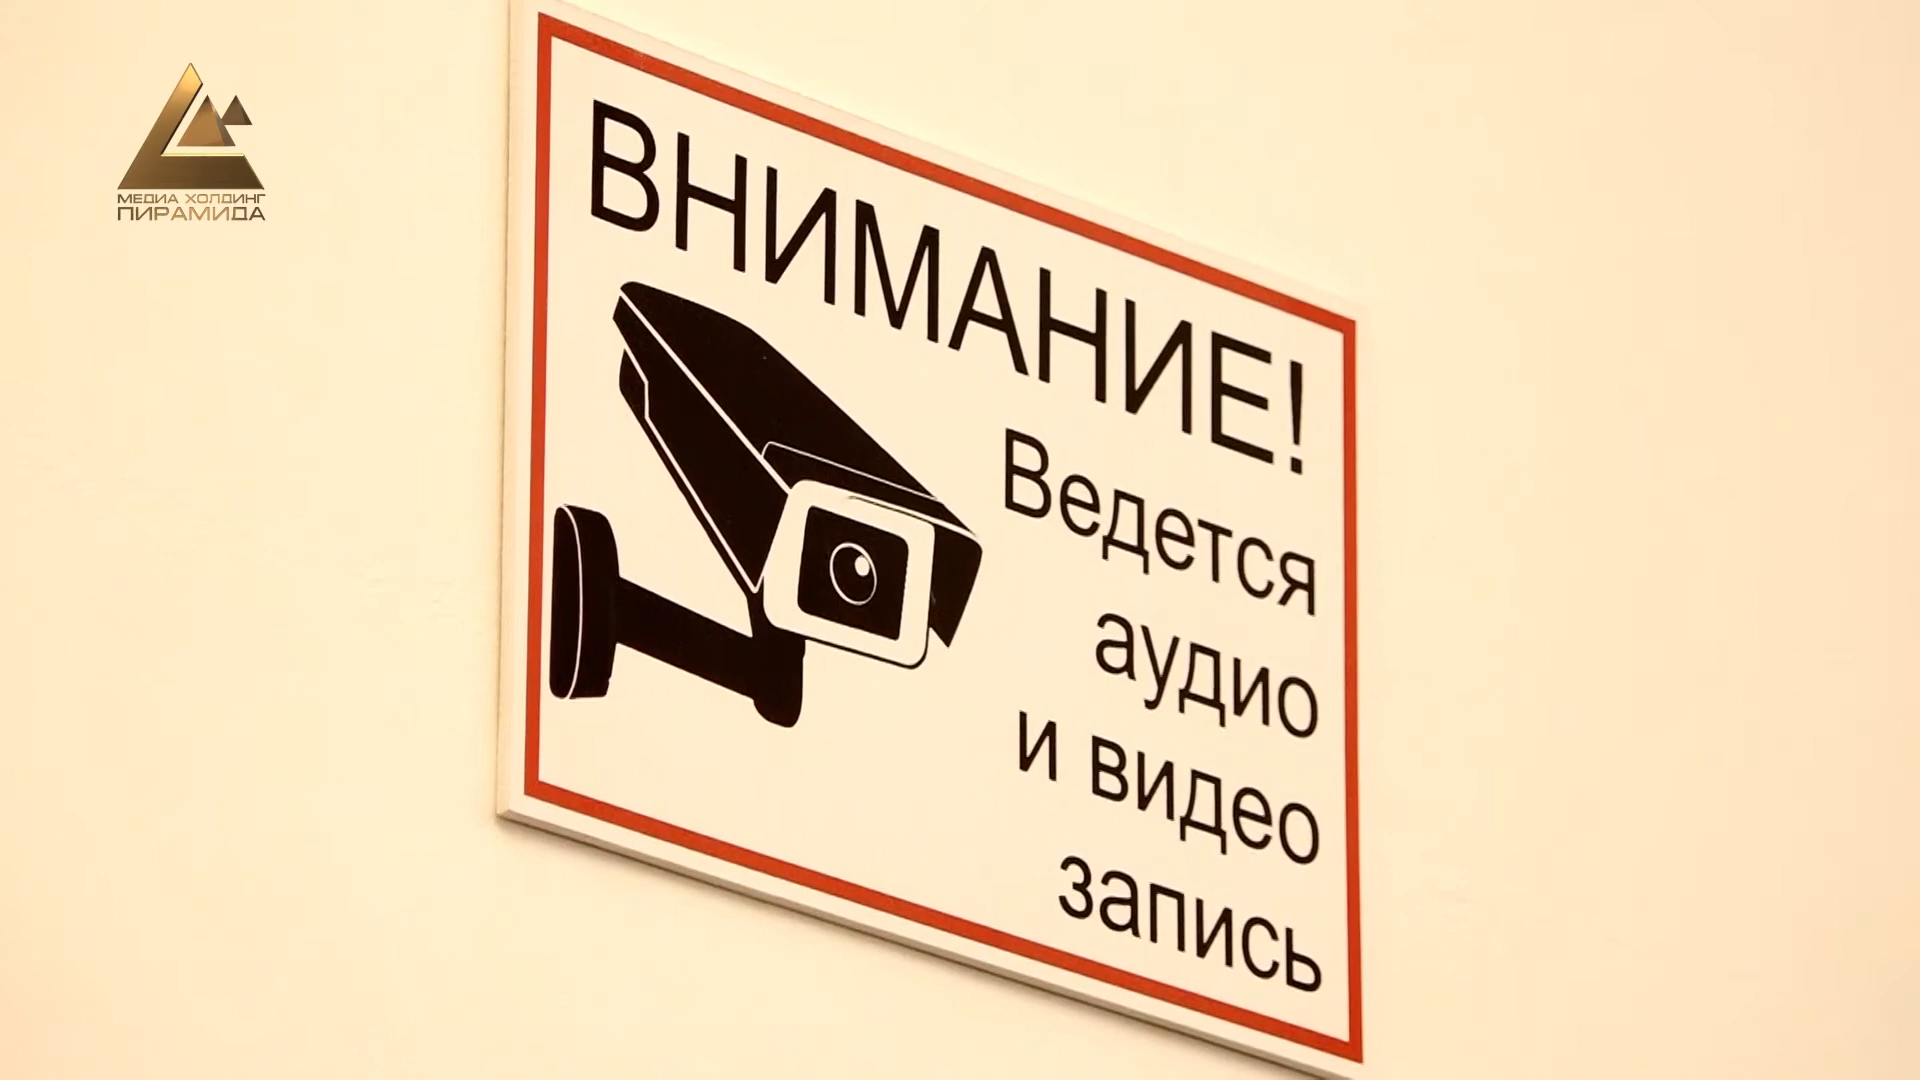 МЕДИА ХОЛДИНГ
ПИРАМИДА
ВНИМАНИЕ!
Ведется
аудио
и видео
запись